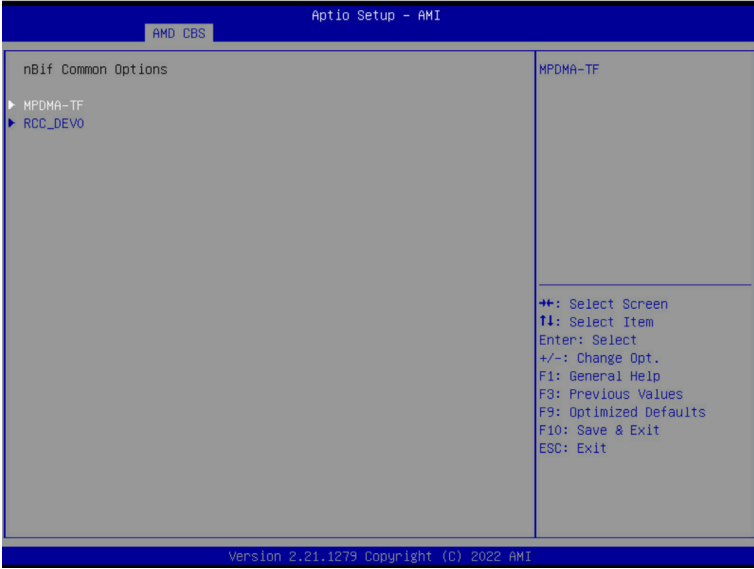 Aptio Setup – AMI
AMD CBS
nBif Common Options
MPDMA-TF
RCC_DEV0
MPDMA-TF
→←: Select Screen
↑↓: Select Item
Enter: Select
+/-: Change Opt.
F1: General Help
F3: Previous Values
F9: Optimized Defaults
F10: Save & Exit
ESC: Exit
Version 2.21.1279 Copyright (C) 2022 AMI